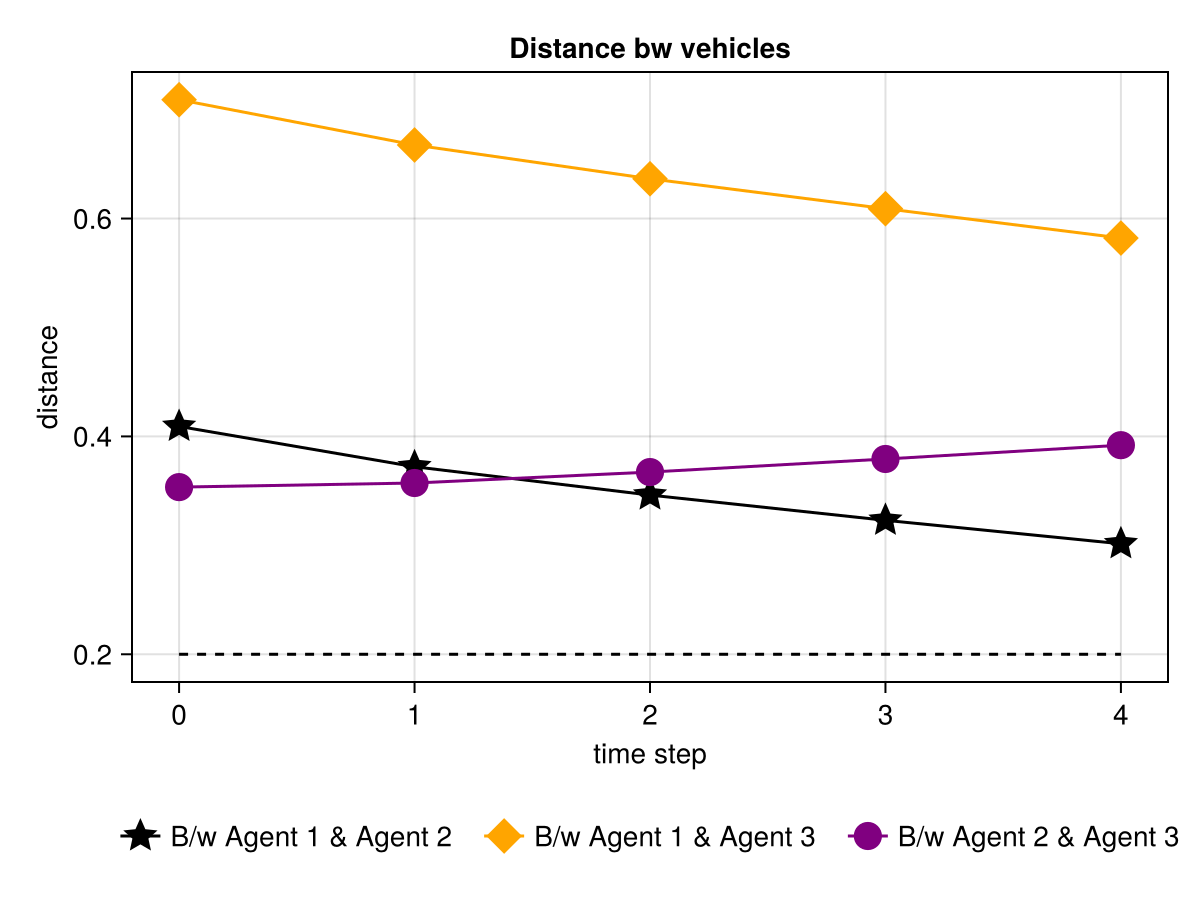 Distance bw vehicles
distance
0.6
0.4
0.2
0 1 2 3 4
time step
B/w Agent 1 & Agent 2 B/w Agent 1 & Agent 3 B/w Agent 2 & Agent 3